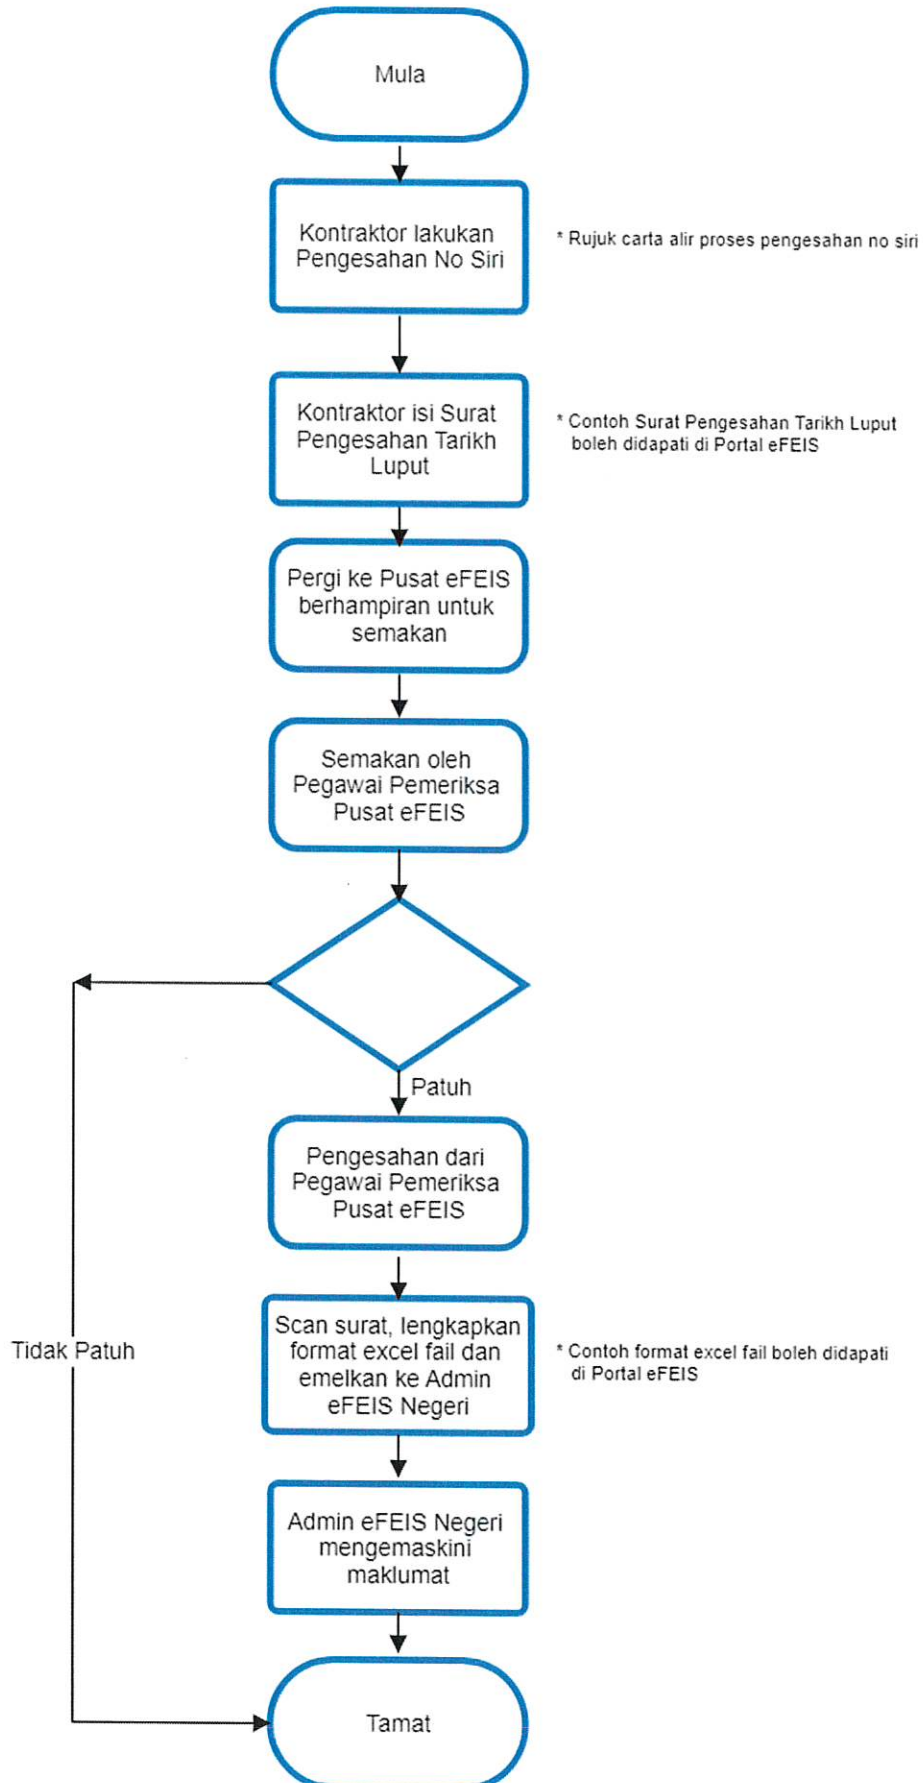 Mula
Kontraktor lakukan
Pengesahan No Siri
* Rujuk carta alir proses pengesahan no siri
Kontraktor isi Surat
Pengesahan Tarikh
Luput
* Contoh Surat Pengesahan Tarikh Luput
boleh didapati di Portal eFEIS
Pergi ke Pusat eFEIS
berhampiran untuk
semakan
Semakan oleh
Pegawai Pemeriksa
Pusat eFEIS
Patuh
Pengesahan dari
Pegawai Pemeriksa
Pusat eFEIS
Tidak Patuh
Scan surat, lengkapkan
format excel fail dan
emelkan ke Admin
eFEIS Negeri
* Contoh format excel fail boleh didapati
di Portal eFEIS
Admin eFEIS Negeri
mengemaskini
maklumat
Tamat